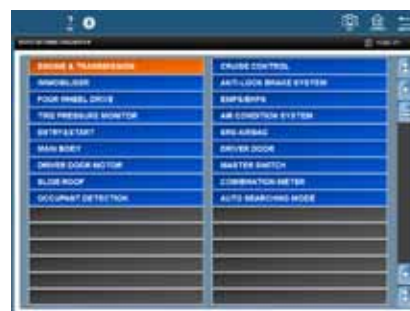 ENGINE & TRANSMISSION
CRUISE CONTROL
IMMOBILISER
ANTI-LOCK BRAKE SYSTEM
FOUR WHEEL DRIVE
EMPS/EHPS
TIRE PRESSURE MONITOR
AIR CONDITION SYSTEM
ENTRY&START
SRS AIRBAG
MAIN BODY
DRIVER DOOR
DRIVER DOOR MOTOR
MASTER SWITCH
SLIDE ROOF
COMBINATION METER
OCCUPANT DETECTION
AUTO SEARCHING MODE